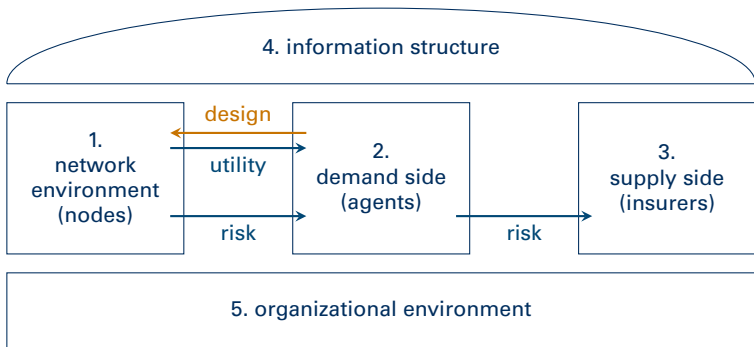 4. information structure
design
1.
network
environment
(nodes)
utility
risk
2.
demand side
(agents)
risk
3.
supply side
(insurers)
5. organizational environment